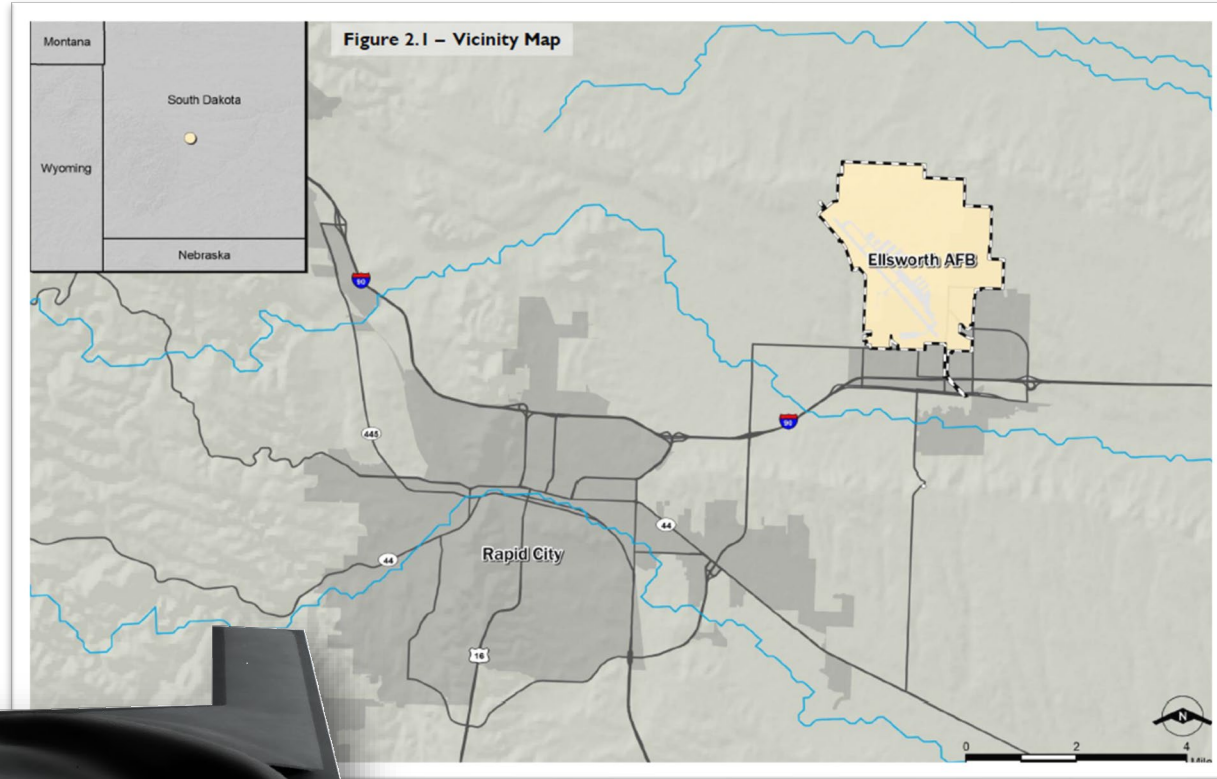 Figure 2.1 – Vicinity Map
Montana
South Dakota
Wyoming
Nebraska
Ellsworth AFB
90
90
445
44
Rapid City
44
16
N
0 2 4